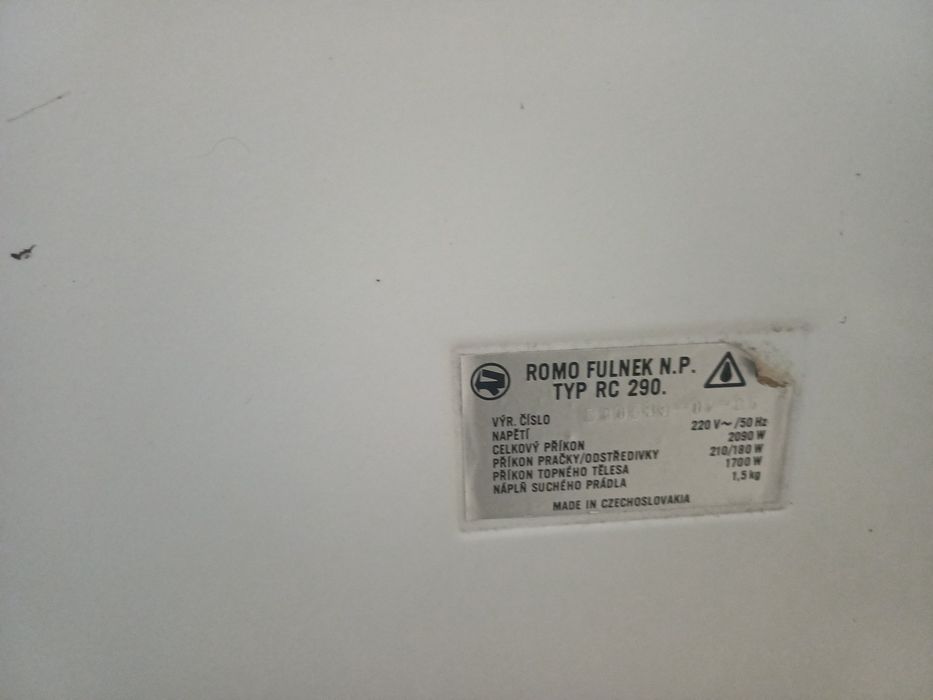 ROMO FULNEK N.P.
TYP RC 290.
VÝR. ČÍSLO
NAPĚTÍ 220 V~/50 Hz
CELKOVÝ PŘÍKON 2090 W
PŘÍKON PRAČKY/ODSTŘEDIVKY 210/180 W
PŘÍKON TOPNÉHO TĚLESA 1700 W
NÁPLŇ SUCHÉHO PRÁDLA 1,5 kg
MADE IN CZECHOSLOVAKIA